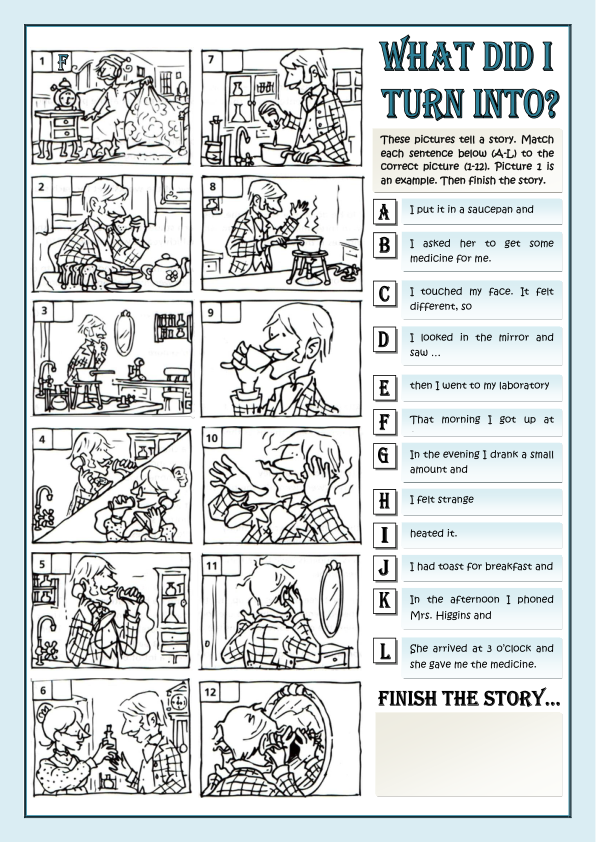 WHAT DID I
TURN INTO?
These pictures tell a story. Match
each sentence below (A-L) to the
correct picture (1-12). Picture 1 is
an example. Then finish the story.
1 F
2
3
4
5
6
7
8
9
10
11
12
A I put it in a saucepan and
B I asked her to get some
medicine for me.
C I touched my face. It felt
different, so
D I looked in the mirror and
saw ...
E then I went to my laboratory
F That morning I got up at
G In the evening I drank a small
amount and
H I felt strange
I heated it.
J I had toast for breakfast and
K In the afternoon I phoned
Mrs. Higgins and
L She arrived at 3 o'clock and
she gave me the medicine.
FINISH THE STORY...